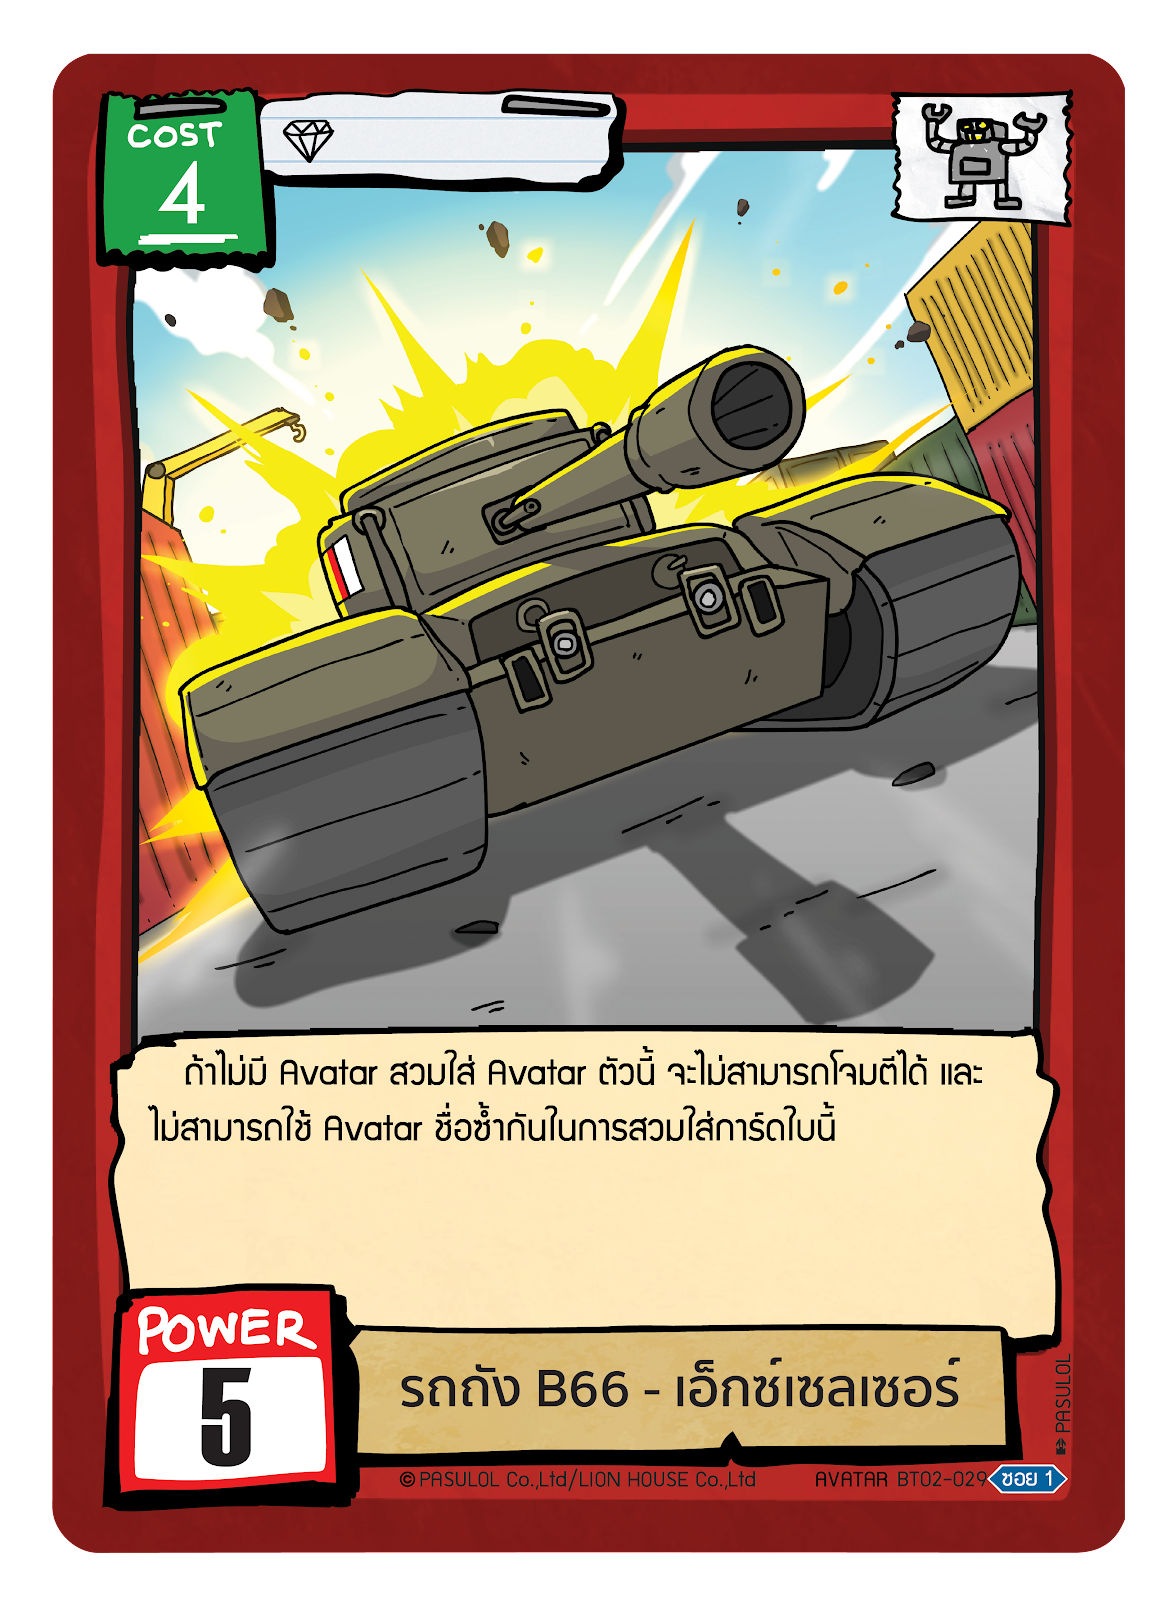 COST
4
ถ้าไม่มี Avatar สวมใส่ Avatar ตัวนี้ จะไม่สามารถโจมตีได้ และ
ไม่สามารถใช้ Avatar ชื่อซ้ำกันในการสวมใส่การ์ดใบนี้
POWER
5
รถถัง B66 - เอ็กซ์เซลเซอร์
PASULOL
© PASULOL Co.,Ltd/LION HOUSE Co.,Ltd
AVATAR BT02-029 ซอย 1